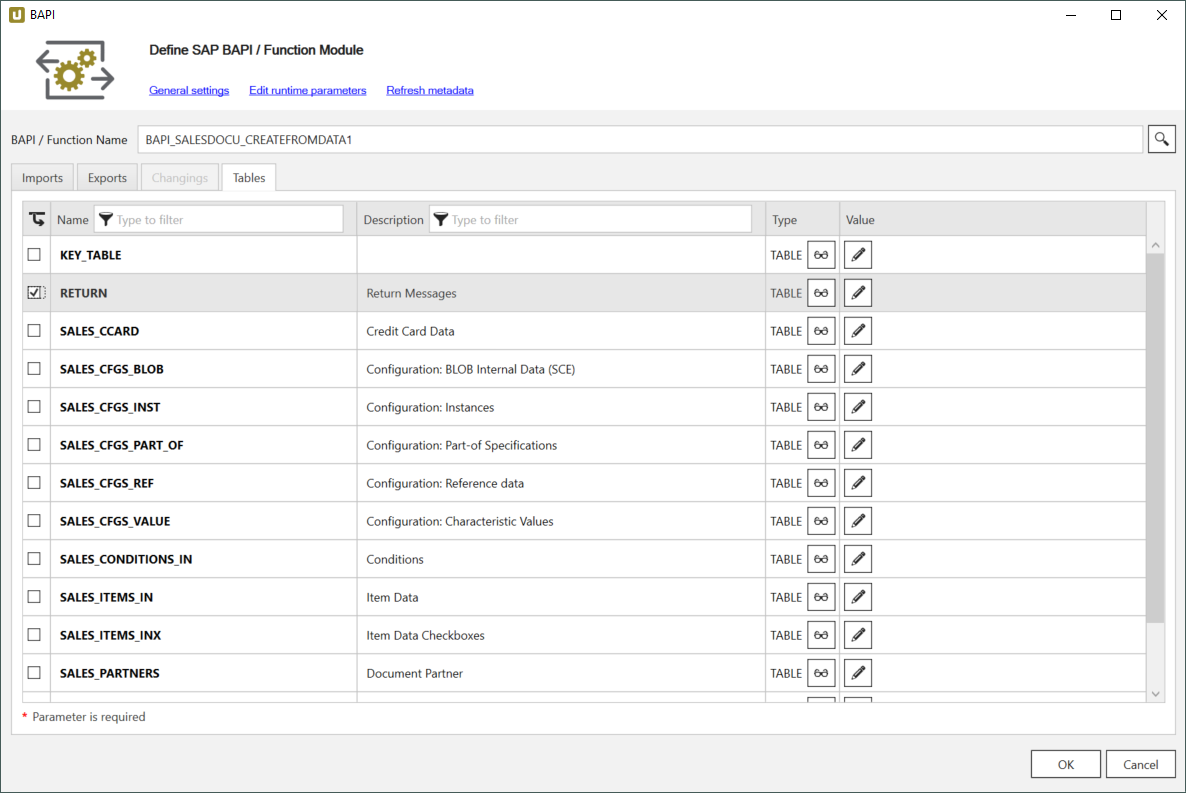 BAPI
Define SAP BAPI / Function Module
General settings Edit runtime parameters Refresh metadata
BAPI / Function Name BAPI_SALESDOCU_CREATEFROMDATA1
Imports Exports Changings Tables
Name Type to filter Description Type to filter Type Value
KEY_TABLE TABLE
RETURN Return Messages TABLE
SALES_CCARD Credit Card Data TABLE
SALES_CFGS_BLOB Configuration: BLOB Internal Data (SCE) TABLE
SALES_CFGS_INST Configuration: Instances TABLE
SALES_CFGS_PART_OF Configuration: Part-of Specifications TABLE
SALES_CFGS_REF Configuration: Reference data TABLE
SALES_CFGS_VALUE Configuration: Characteristic Values TABLE
SALES_CONDITIONS_IN Conditions TABLE
SALES_ITEMS_IN Item Data TABLE
SALES_ITEMS_INX Item Data Checkboxes TABLE
SALES_PARTNERS Document Partner TABLE
* Parameter is required
OK Cancel